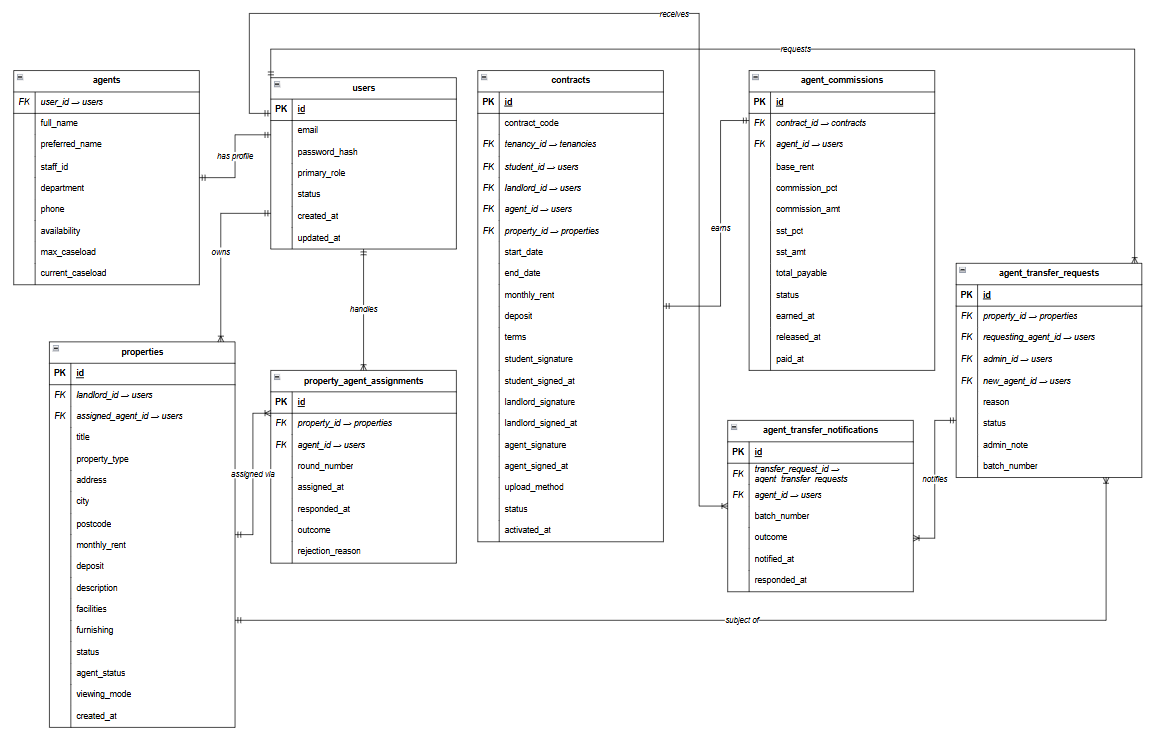 receives
requests
agents
FK user_id → users
full_name
preferred_name
staff_id
department
phone
availability
max_caseload
current_caseload
has profile
users
PK id
email
password_hash
primary_role
status
created_at
updated_at
owns
handles
contracts
PK id
contract_code
FK tenancy_id → tenancies
FK student_id → users
FK landlord_id → users
FK agent_id → users
FK property_id → properties
start_date
end_date
monthly_rent
deposit
terms
student_signature
student_signed_at
landlord_signature
landlord_signed_at
agent_signature
agent_signed_at
upload_method
status
activated_at
earns
agent_commissions
PK id
FK contract_id → contracts
FK agent_id → users
base_rent
commission_pct
commission_amt
sst_pct
sst_amt
total_payable
status
earned_at
released_at
paid_at
agent_transfer_requests
PK id
FK property_id → properties
FK requesting_agent_id → users
FK admin_id → users
FK new_agent_id → users
reason
status
admin_note
batch_number
properties
PK id
FK landlord_id → users
FK assigned_agent_id → users
title
property_type
address
city
postcode
monthly_rent
deposit
description
facilities
furnishing
status
agent_status
viewing_mode
created_at
assigned via
property_agent_assignments
PK id
FK property_id → properties
FK agent_id → users
round_number
assigned_at
responded_at
outcome
rejection_reason
agent_transfer_notifications
PK id
FK transfer_request_id →
agent_transfer_requests
FK agent_id → users
batch_number
outcome
notified_at
responded_at
notifies
subject of